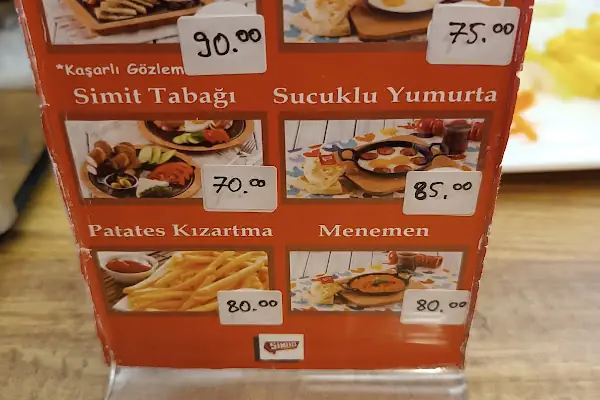 90.00
75.00
*Kaşarlı Gözlem
Simit Tabağı
Sucuklu Yumurta
70.00
85.00
Patates Kızartma
Menemen
80.00
80.00